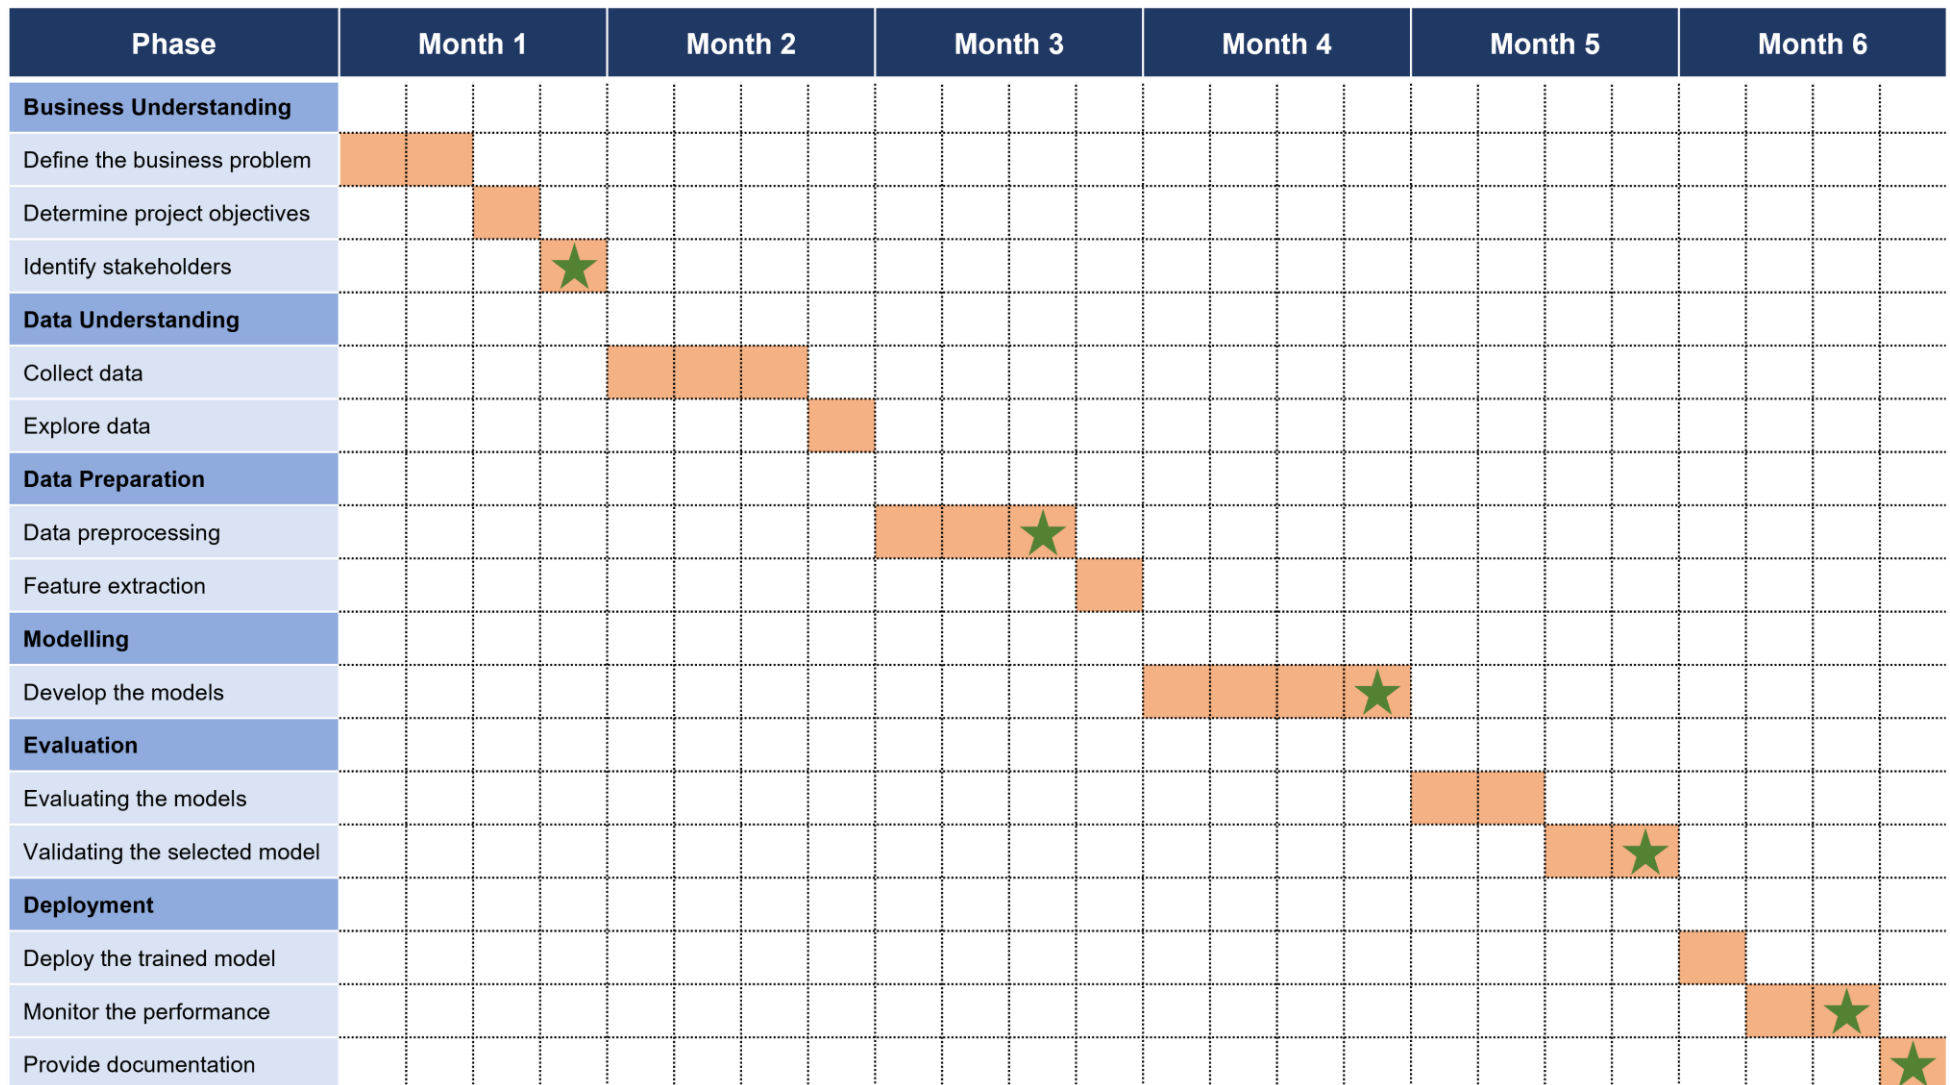 Phase Month 1 Month 2 Month 3 Month 4 Month 5 Month 6
Business Understanding
Define the business problem
Determine project objectives
Identify stakeholders
Data Understanding
Collect data
Explore data
Data Preparation
Data preprocessing
Feature extraction
Modelling
Develop the models
Evaluation
Evaluating the models
Validating the selected model
Deployment
Deploy the trained model
Monitor the performance
Provide documentation